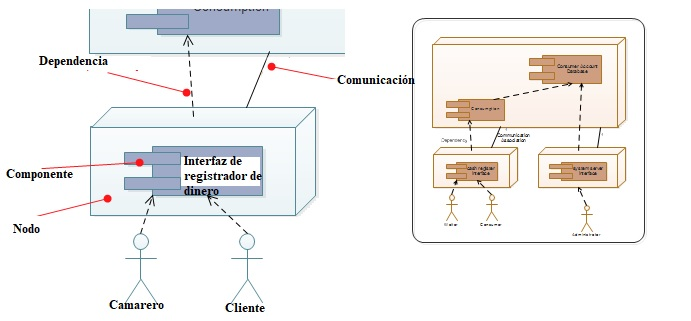 Consumption
Dependencia
Comunicación
Componente
Interfaz de
registrador de
dinero
Nodo
Camarero
Cliente
Consumer Account
Database
Consumption
Dependency
Communication
Association
Cash register
Interface
System server
Interface
Waiter
Consumer
Administrator